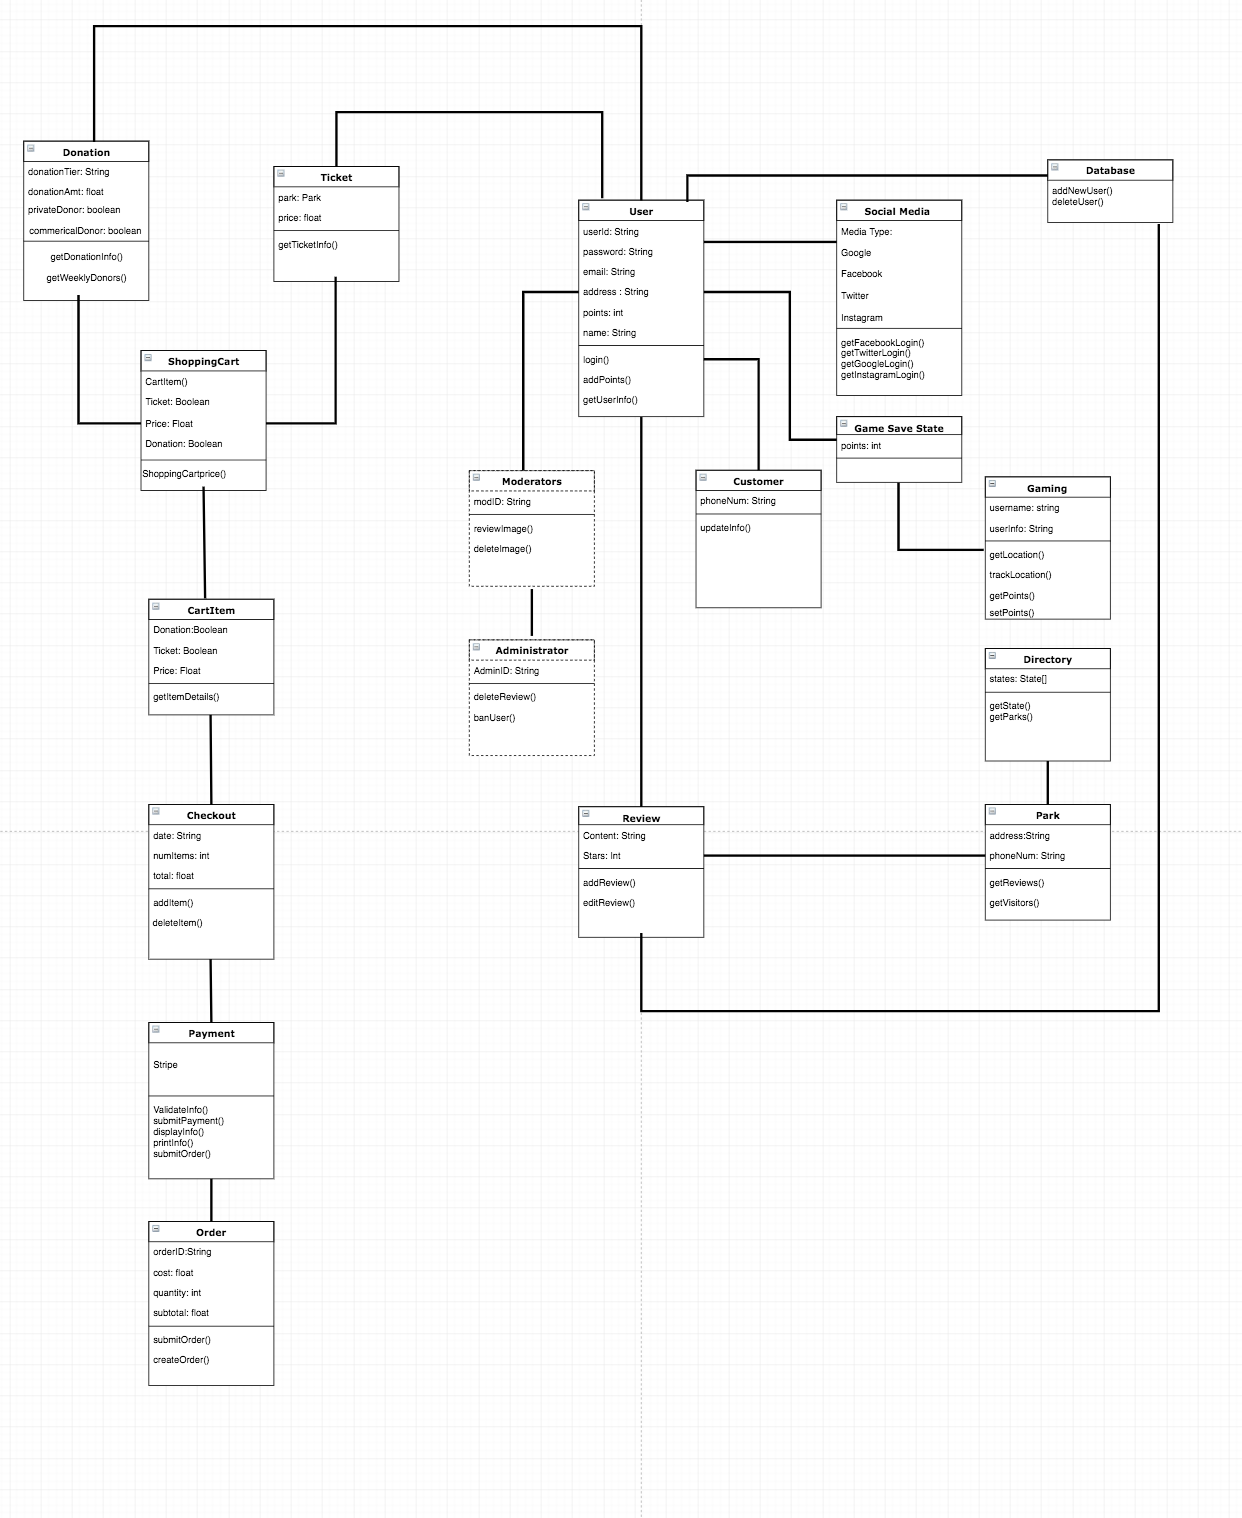 Donation
donationTier: String
donationAmt: float
privateDonor: boolean
commericalDonor: boolean
getDonationInfo()
getWeeklyDonors()
Ticket
park: Park
price: float
getTicketInfo()
User
userId: String
password: String
email: String
address : String
points: int
name: String
login()
addPoints()
getUserInfo()
Social Media
Media Type:
Google
Facebook
Twitter
Instagram
getFacebookLogin()
getTwitterLogin()
getGoogleLogin()
getInstagramLogin()
Database
addNewUser()
deleteUser()
ShoppingCart
CartItem()
Ticket: Boolean
Price: Float
Donation: Boolean
ShoppingCartprice()
Game Save State
points: int
Moderators
modID: String
reviewImage()
deleteImage()
Customer
phoneNum: String
updateInfo()
Gaming
username: string
userInfo: String
getLocation()
trackLocation()
getPoints()
setPoints()
CartItem
Donation:Boolean
Ticket: Boolean
Price: Float
getItemDetails()
Administrator
AdminID: String
deleteReview()
banUser()
Directory
states: State[]
getState()
getParks()
Checkout
date: String
numItems: int
total: float
addItem()
deleteItem()
Review
Content: String
Stars: Int
addReview()
editReview()
Park
address:String
phoneNum: String
getReviews()
getVisitors()
Payment
Stripe
ValidateInfo()
submitPayment()
displayInfo()
printInfo()
submitOrder()
Order
orderID:String
cost: float
quantity: int
subtotal: float
submitOrder()
createOrder()